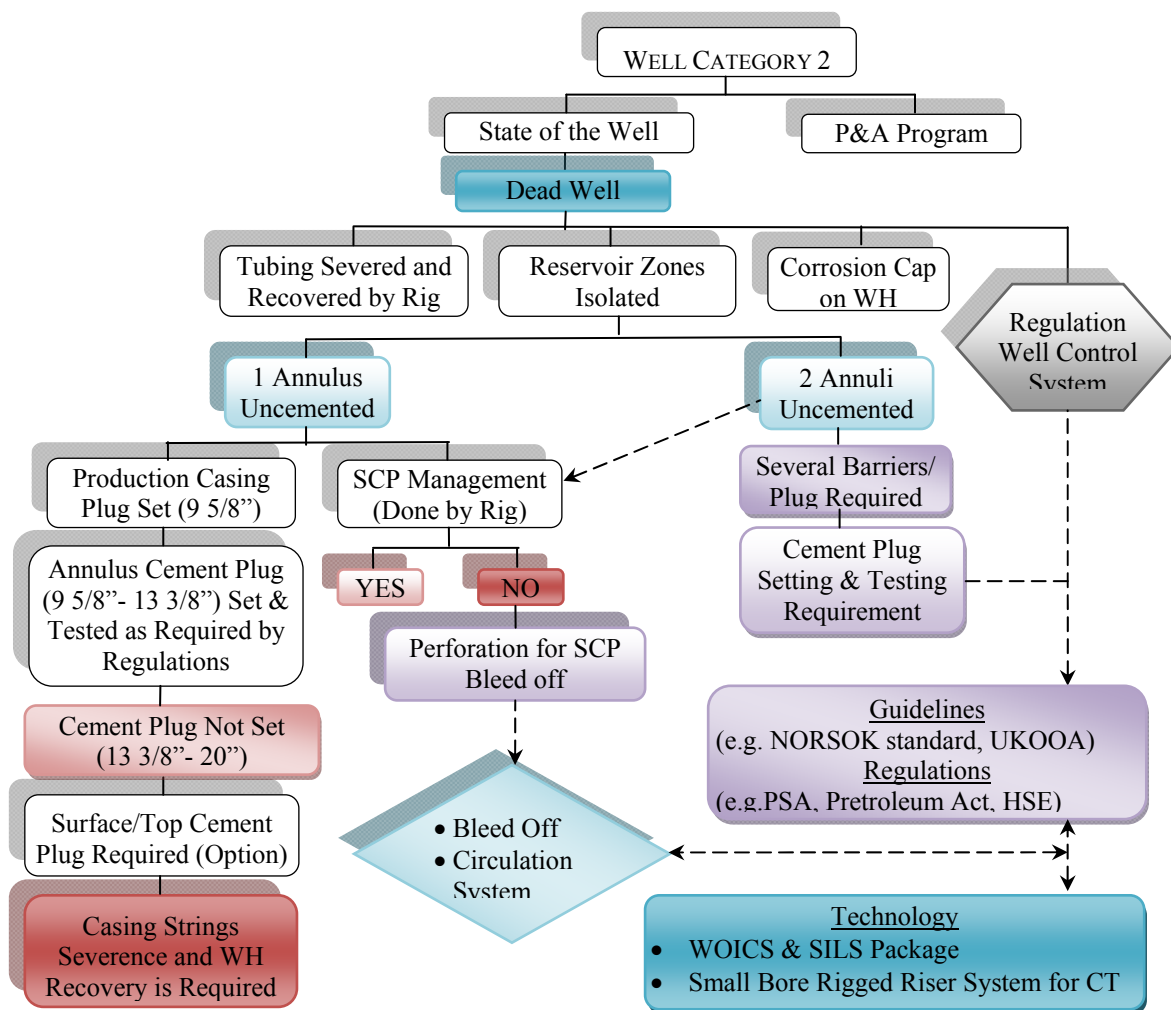 WELL CATEGORY 2
State of the Well
P&A Program
Dead Well
Tubing Severed and
Recovered by Rig
Reservoir Zones
Isolated
Corrosion Cap
on WH
Regulation
Well Control
System
1 Annulus
Uncemented
2 Annuli
Uncemented
Production Casing
Plug Set (9 5/8”)
SCP Management
(Done by Rig)
Several Barriers/
Plug Required
Annulus Cement Plug
(9 5/8”- 13 3/8”) Set &
Tested as Required by
Regulations
YES
NO
Cement Plug
Setting & Testing
Requirement
Perforation for SCP
Bleed off
Cement Plug Not Set
(13 3/8”- 20”)
Guidelines
(e.g. NORSOK standard, UKOOA)
Regulations
(e.g.PSA, Pretroleum Act, HSE)
Surface/Top Cement
Plug Required (Option)
• Bleed Off
• Circulation
System
Casing Strings
Severence and WH
Recovery is Required
Technology
• WOICS & SILS Package
• Small Bore Rigged Riser System for CT